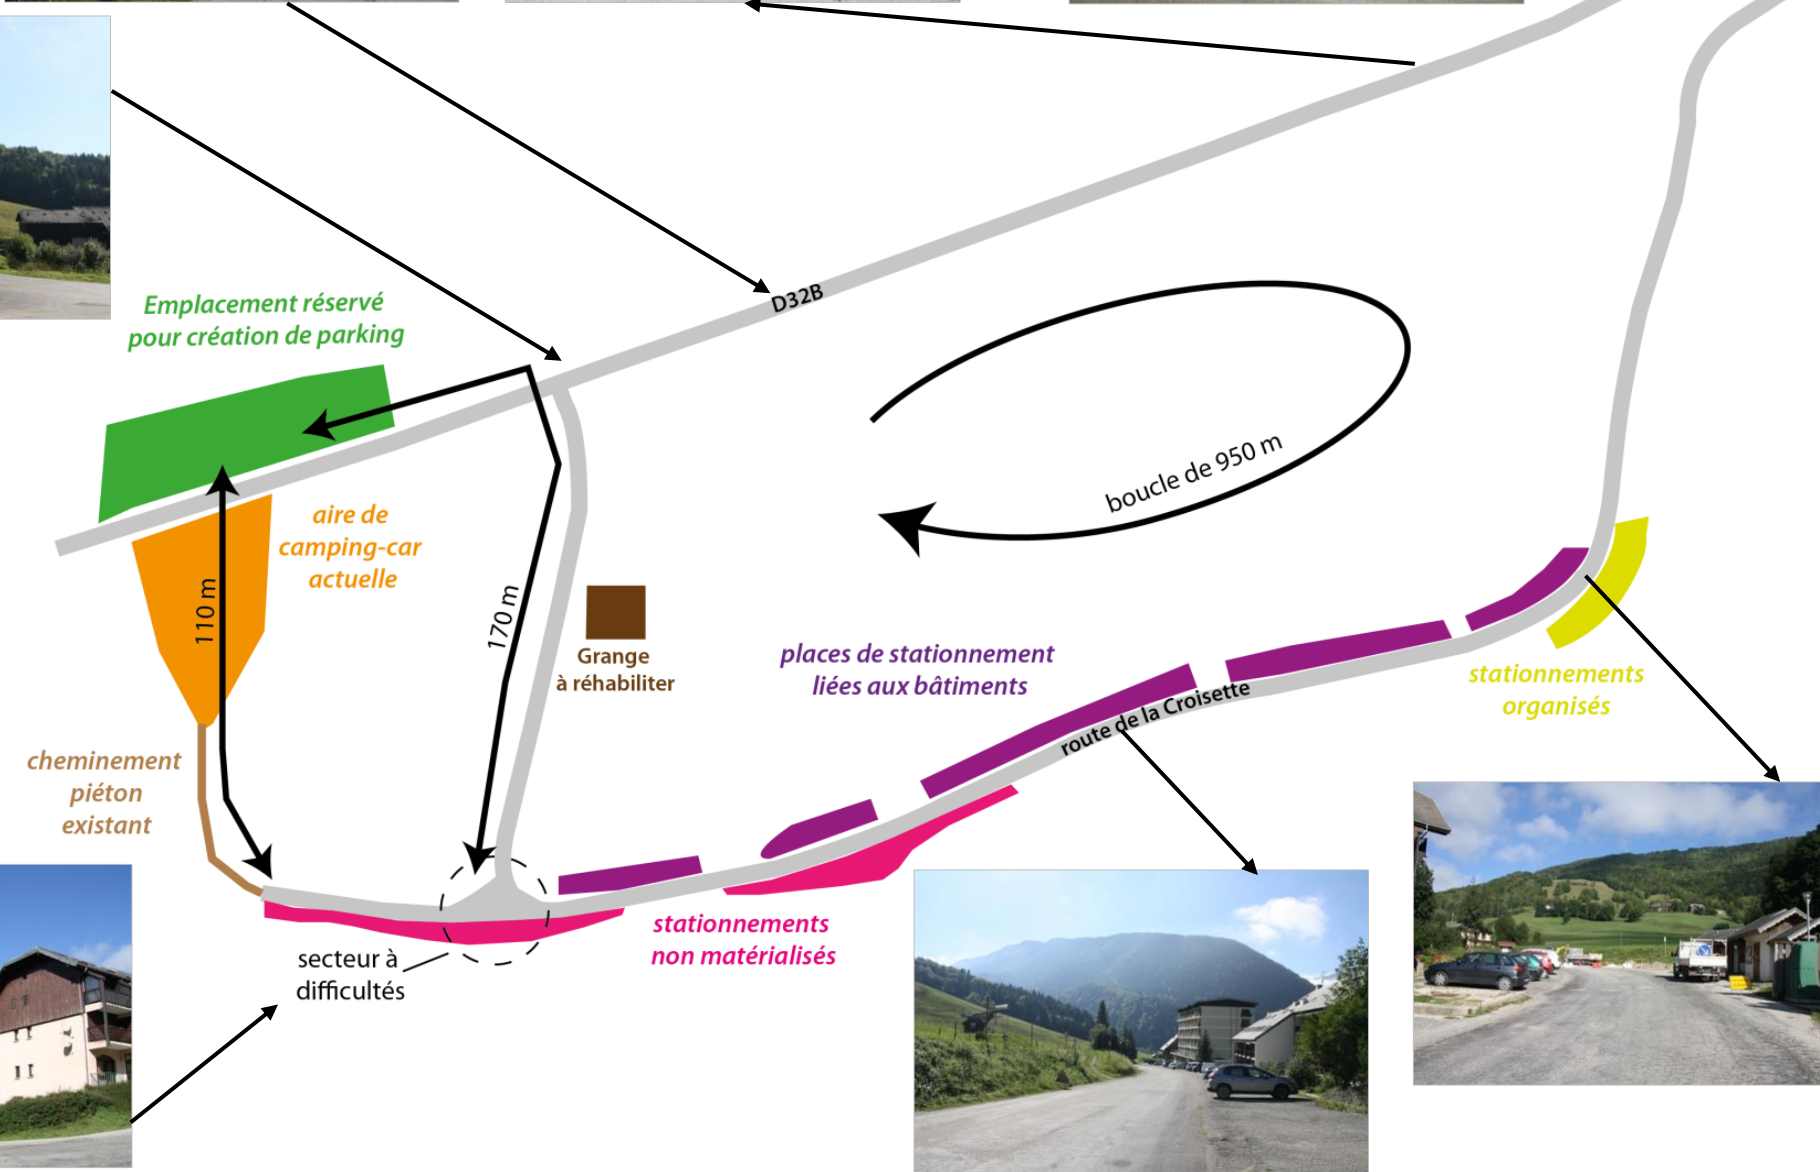 D32B
Emplacement réservé
pour création de parking
boucle de 950 m
aire de
camping-car
actuelle
110 m
170 m
Grange
à réhabiliter
places de stationnement
liées aux bâtiments
route de la Croisette
stationnements
organisés
cheminement
piéton
existant
stationnements
non matérialisés
secteur à
difficultés